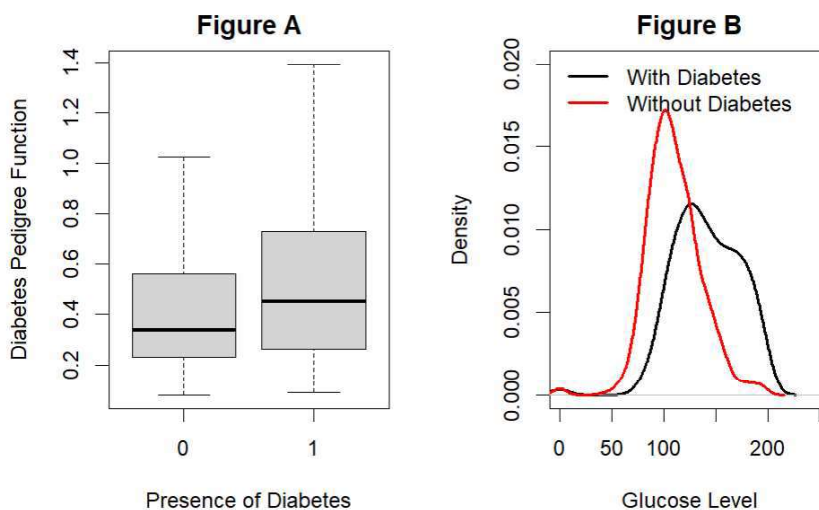 Figure A
Diabetes Pedigree Function
1.4
1.2
1.0
0.8
0.6
0.4
0.2
0 1
Presence of Diabetes
Figure B
Density
0.020
0.015
0.010
0.005
0.000
With Diabetes
Without Diabetes
0 50 100 200
Glucose Level